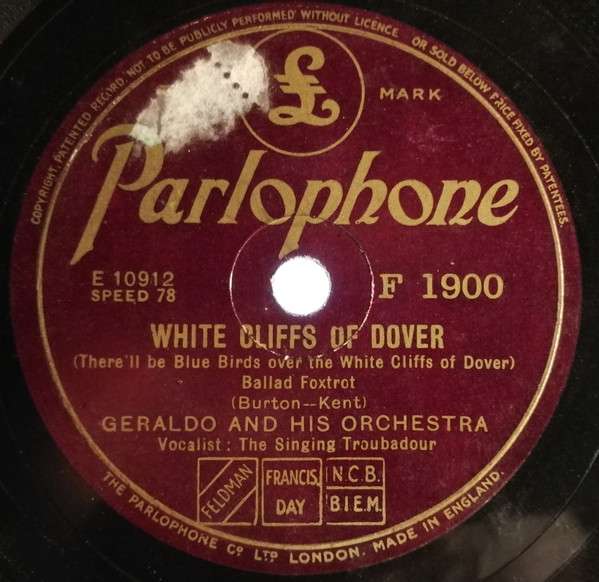 COPYRIGHT, PATENTED RECORD, NOT TO BE PUBLICLY PERFORMED WITHOUT LICENCE. OR SOLD BELOW PRICE FIXED BY PATENTEES.
£
MARK
Parlophone
E 10912
SPEED 78
F 1900
WHITE CLIFFS OF DOVER
(There'll be Blue Birds over the White Cliffs of Dover)
Ballad Foxtrot
(Burton--Kent)
GERALDO AND HIS ORCHESTRA
Vocalist: The Singing Troubadour
FELDMAN
FRANCIS, DAY
N.C.B.
B.I.E.M.
THE PARLOPHONE Co LTD LONDON. MADE IN ENGLAND.